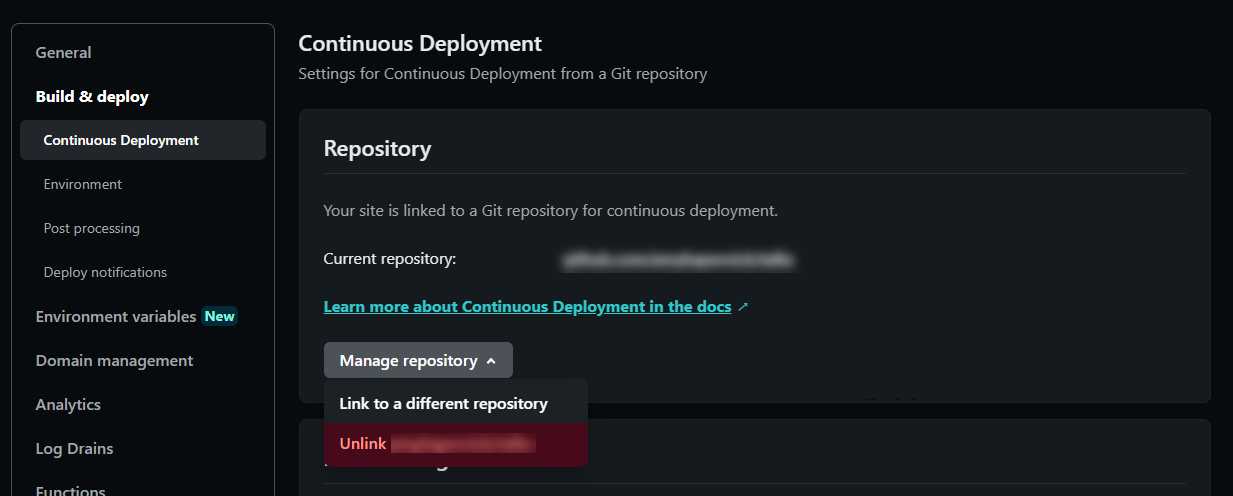 General
Build & deploy
Continuous Deployment
Environment
Post processing
Deploy notifications
Environment variables New
Domain management
Analytics
Log Drains
Functions
Continuous Deployment
Settings for Continuous Deployment from a Git repository
Repository
Your site is linked to a Git repository for continuous deployment.
Current repository:
Learn more about Continuous Deployment in the docs ↗
Manage repository
Link to a different repository
Unlink